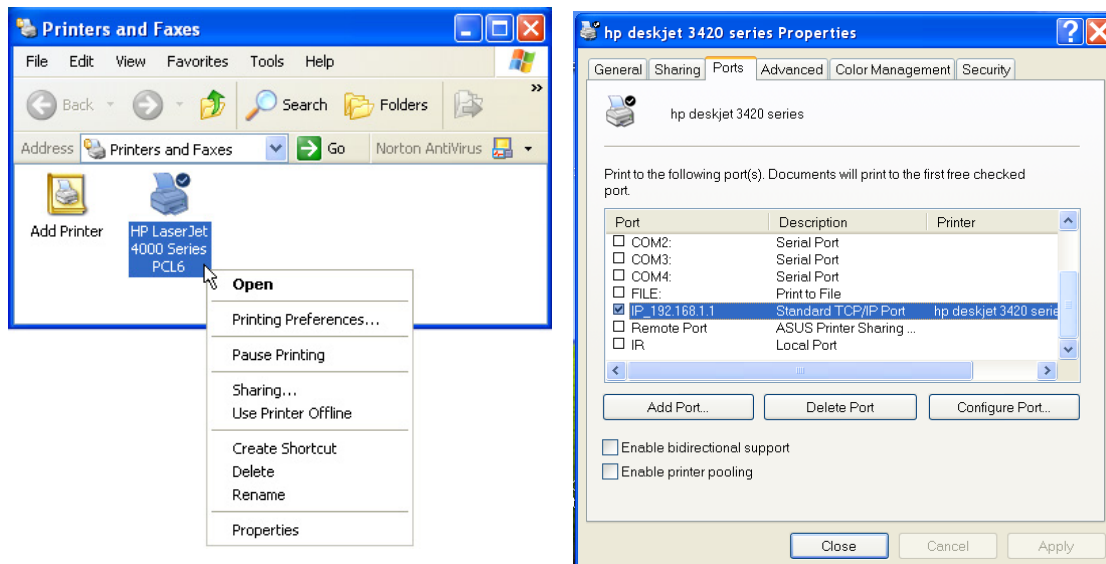 Printers and Faxes
File Edit View Favorites Tools Help
Back Search Folders »
Address Printers and Faxes Go Norton AntiVirus
Add Printer
HP LaserJet
4000 Series
PCL6
Open
Printing Preferences...
Pause Printing
Sharing...
Use Printer Offline
Create Shortcut
Delete
Rename
Properties
hp deskjet 3420 series Properties
General Sharing Ports Advanced Color Management Security
hp deskjet 3420 series
Print to the following port(s). Documents will print to the first free checked
port.
Port Description Printer
COM2: Serial Port
COM3: Serial Port
COM4: Serial Port
FILE: Print to File
IP_192.168.1.1 Standard TCP/IP Port hp deskjet 3420 serie
Remote Port ASUS Printer Sharing ...
IR Local Port
Add Port... Delete Port Configure Port...
Enable bidirectional support
Enable printer pooling
Close Cancel Apply